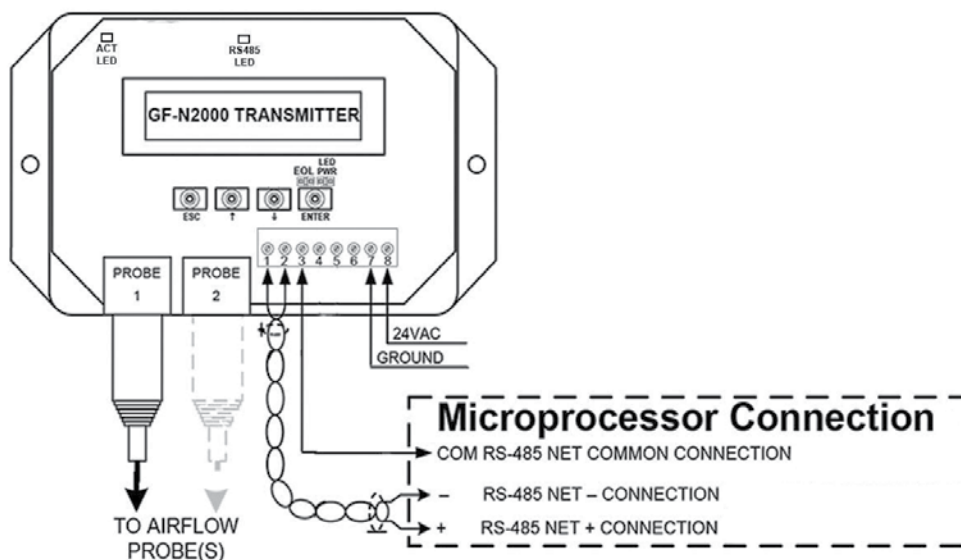 ACT
LED
RS485
LED
GF-N2000 TRANSMITTER
LED
EOL PWR
ESC ↑ ↓ ENTER
1 2 3 4 5 6 7 8
PROBE
1
PROBE
2
24VAC
GROUND
Microprocessor Connection
COM RS-485 NET COMMON CONNECTION
– RS-485 NET – CONNECTION
+ RS-485 NET + CONNECTION
TO AIRFLOW
PROBE(S)